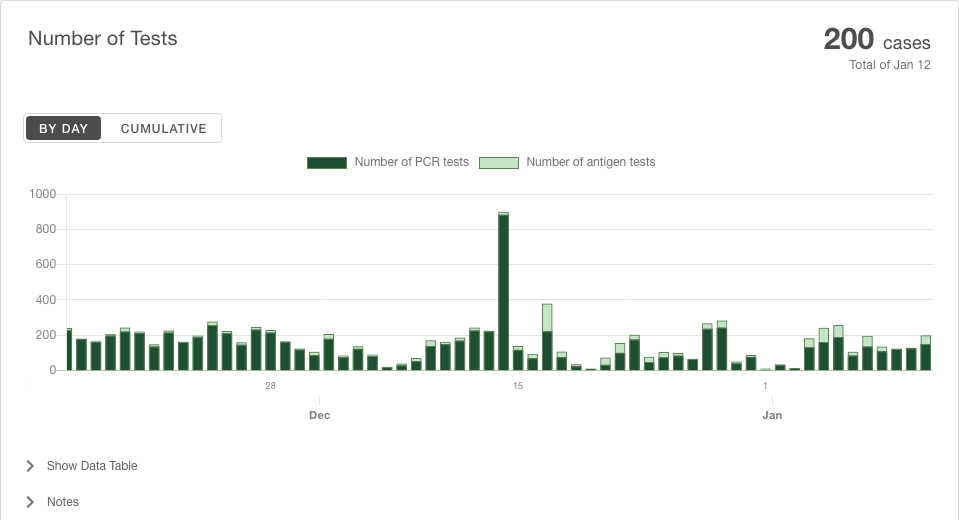 Number of Tests
200 cases
Total of Jan 12
BY DAY CUMULATIVE
Number of PCR tests Number of antigen tests
1000
800
600
400
200
0
28 15 1
Dec Jan
Show Data Table
Notes